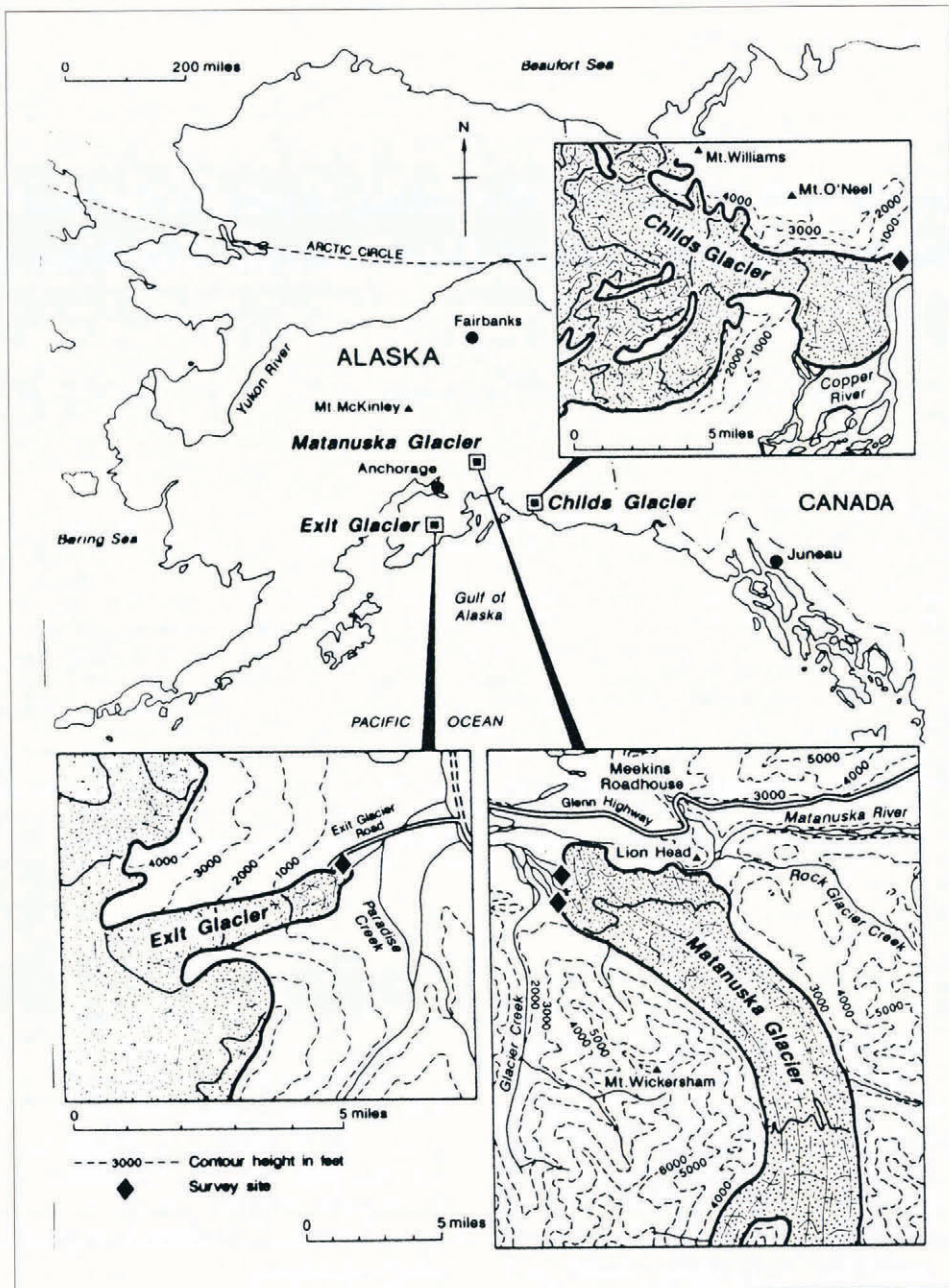 0 200 miles
Beaufort Sea
N
ARCTIC CIRCLE
Fairbanks
ALASKA
Yukon River
Mt. McKinley
Matanuska Glacier
Anchorage
Exit Glacier
Childs Glacier
CANADA
Bering Sea
Juneau
Gulf of
Alaska
PACIFIC OCEAN
Mt. Williams
Mt. O'Neel
4000
3000
2000
1000
Childs Glacier
2000
1000
Copper
River
0 5 miles
Exit Glacier
Road
4000
3000
2000
1000
Exit Glacier
Paradise
Creek
0 5 miles
Meekins
Roadhouse
5000
4000
3000
Glenn Highway
Matanuska River
Lion Head
Rock Glacier Creek
Matanuska Glacier
3000
4000
5000
Glacier Creek
2000
3000
4000
5000
Mt. Wickersham
6000
5000
4000
3000 Contour height in feet
Survey site
0 5 miles